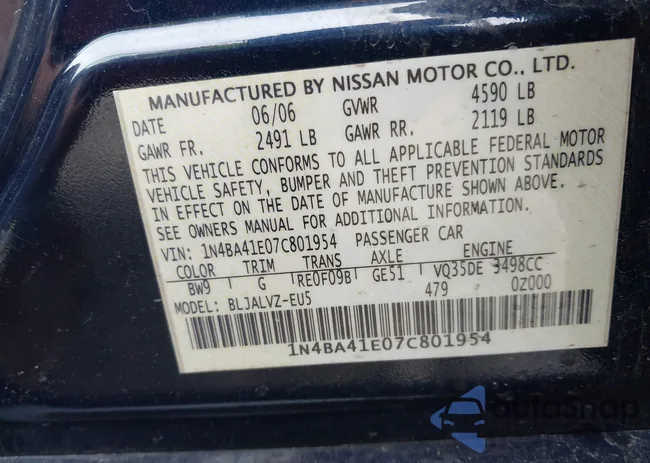 MANUFACTURED BY NISSAN MOTOR CO., LTD.
DATE 06/06 GVWR 4590 LB
GAWR FR. 2491 LB GAWR RR. 2119 LB
THIS VEHICLE CONFORMS TO ALL APPLICABLE FEDERAL MOTOR
VEHICLE SAFETY, BUMPER AND THEFT PREVENTION STANDARDS
IN EFFECT ON THE DATE OF MANUFACTURE SHOWN ABOVE.
SEE OWNERS MANUAL FOR ADDITIONAL INFORMATION
VIN: 1N4BA41E07C801954 PASSENGER CAR
COLOR TRIM TRANS AXLE ENGINE
BW9 G RE0F09B GE51 VQ35DE 3498CC
MODEL: BLJALVZ-EU5 479 0Z000
1N4BA41E07C801954
autoSnap